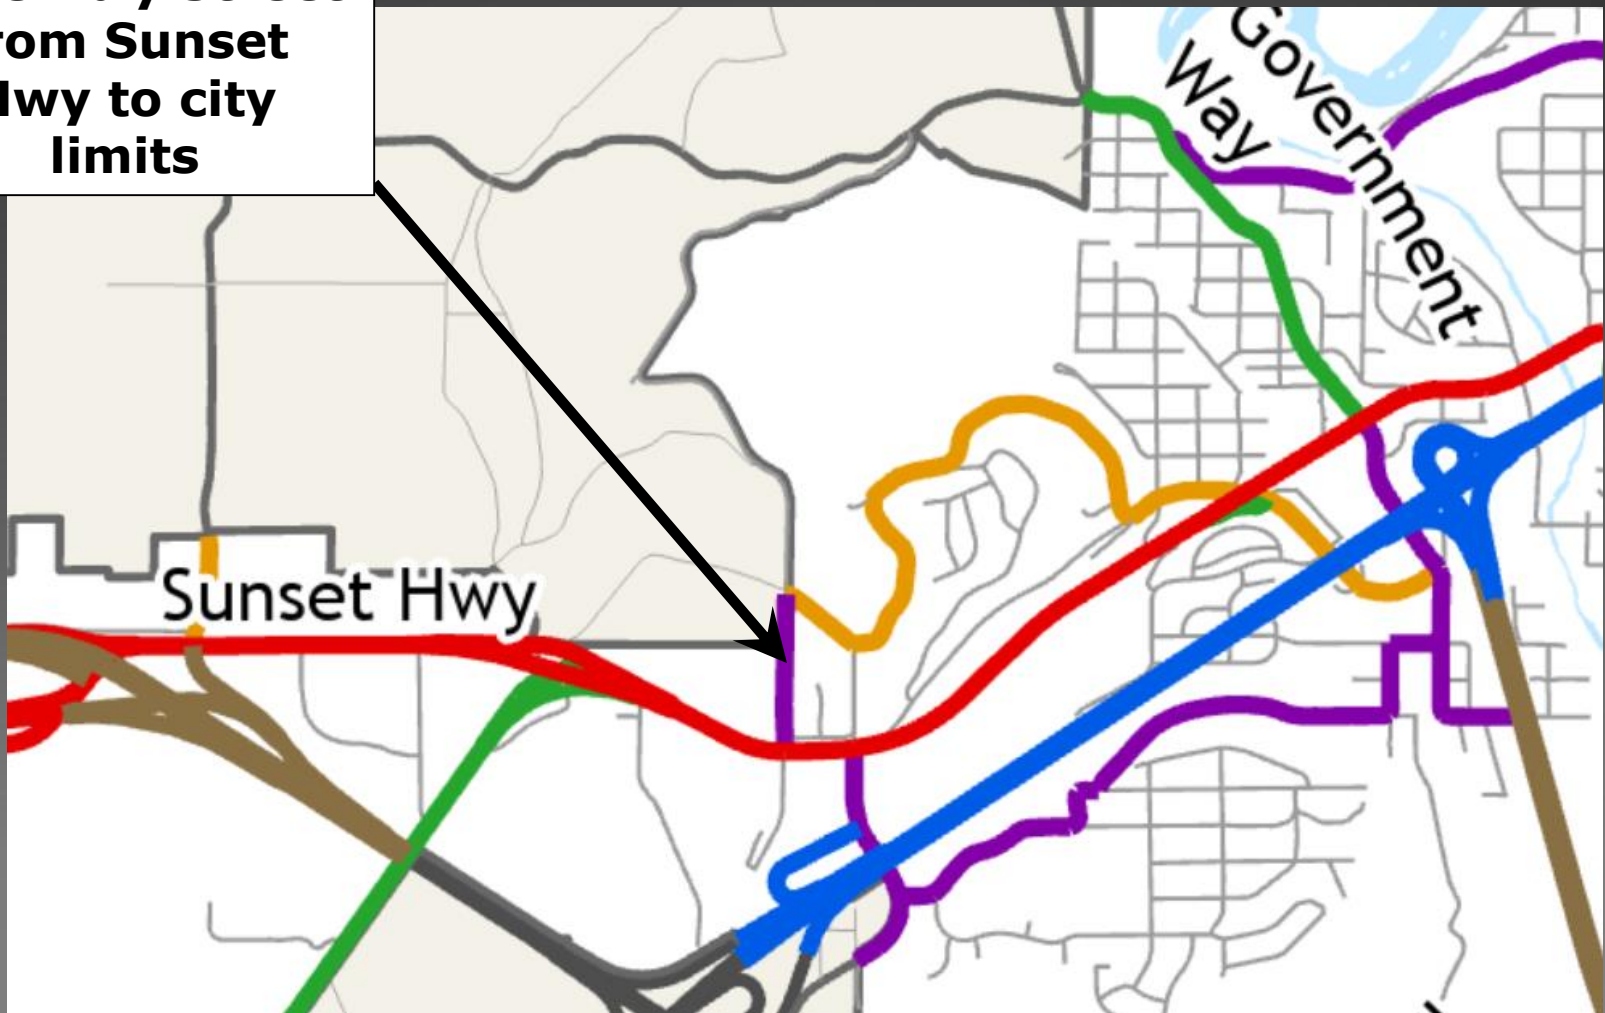 rom Sunset
lwy to city
limits
Government
Way
Sunset Hwy